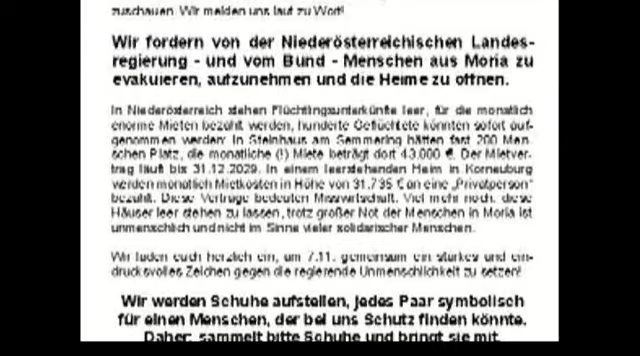 zuschauen. Wir melden uns laut zu Wort!
Wir fordern von der Niederösterreichischen Landes-
regierung - und vom Bund - Menschen aus Moria zu
evakuieren, aufzunehmen und die Heime zu öffnen.
In Niederösterreich stehen Flüchtlingsunterkünfte leer, für die monatlich
enorme Mieten bezahlt werden, hunderte Geflüchtete könnten sofort auf-
genommen werden! In Steinhaus am Semmering hätten fast 200 Men-
schen Platz, die monatliche (!) Miete beträgt dort 43.000 €. Der Mietver-
trag läuft bis 31.12.2029. In einem leerstehenden Heim in Korneuburg
werden monatlich Mietkosten in Höhe von 31.735 € an eine „Privatperson“
bezahlt. Diese Verträge bedeuten Misswirtschaft. Viel mehr noch, diese
Häuser leer stehen zu lassen, trotz großer Not der Menschen in Moria ist
unmenschlich und nicht im Sinne vieler solidarischer Menschen.
Wir laden euch herzlich ein, um 7.11. gemeinsam ein starkes und ein-
drucksvolles Zeichen gegen die regierende Unmenschlichkeit zu setzen!
Wir werden Schuhe aufstellen, jedes Paar symbolisch
für einen Menschen, der bei uns Schutz finden könnte.
Daher, sammelt bitte Schuhe und bringt sie mit.